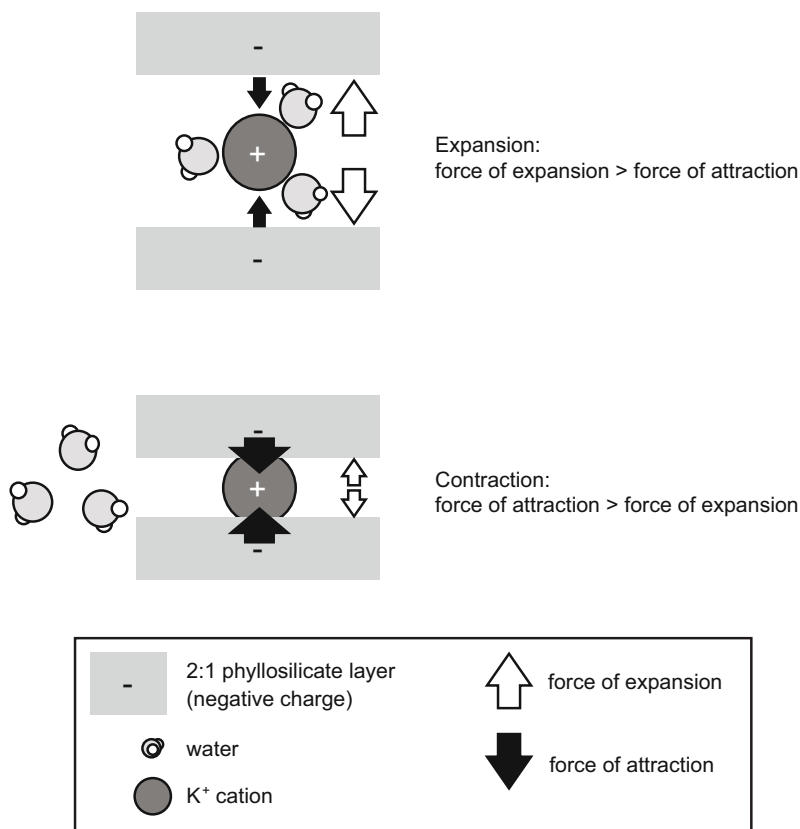 -
+
-
Expansion:
force of expansion > force of attraction
-
+
-
Contraction:
force of attraction > force of expansion
-
2:1 phyllosilicate layer
(negative charge)
water
K⁺ cation
force of expansion
force of attraction